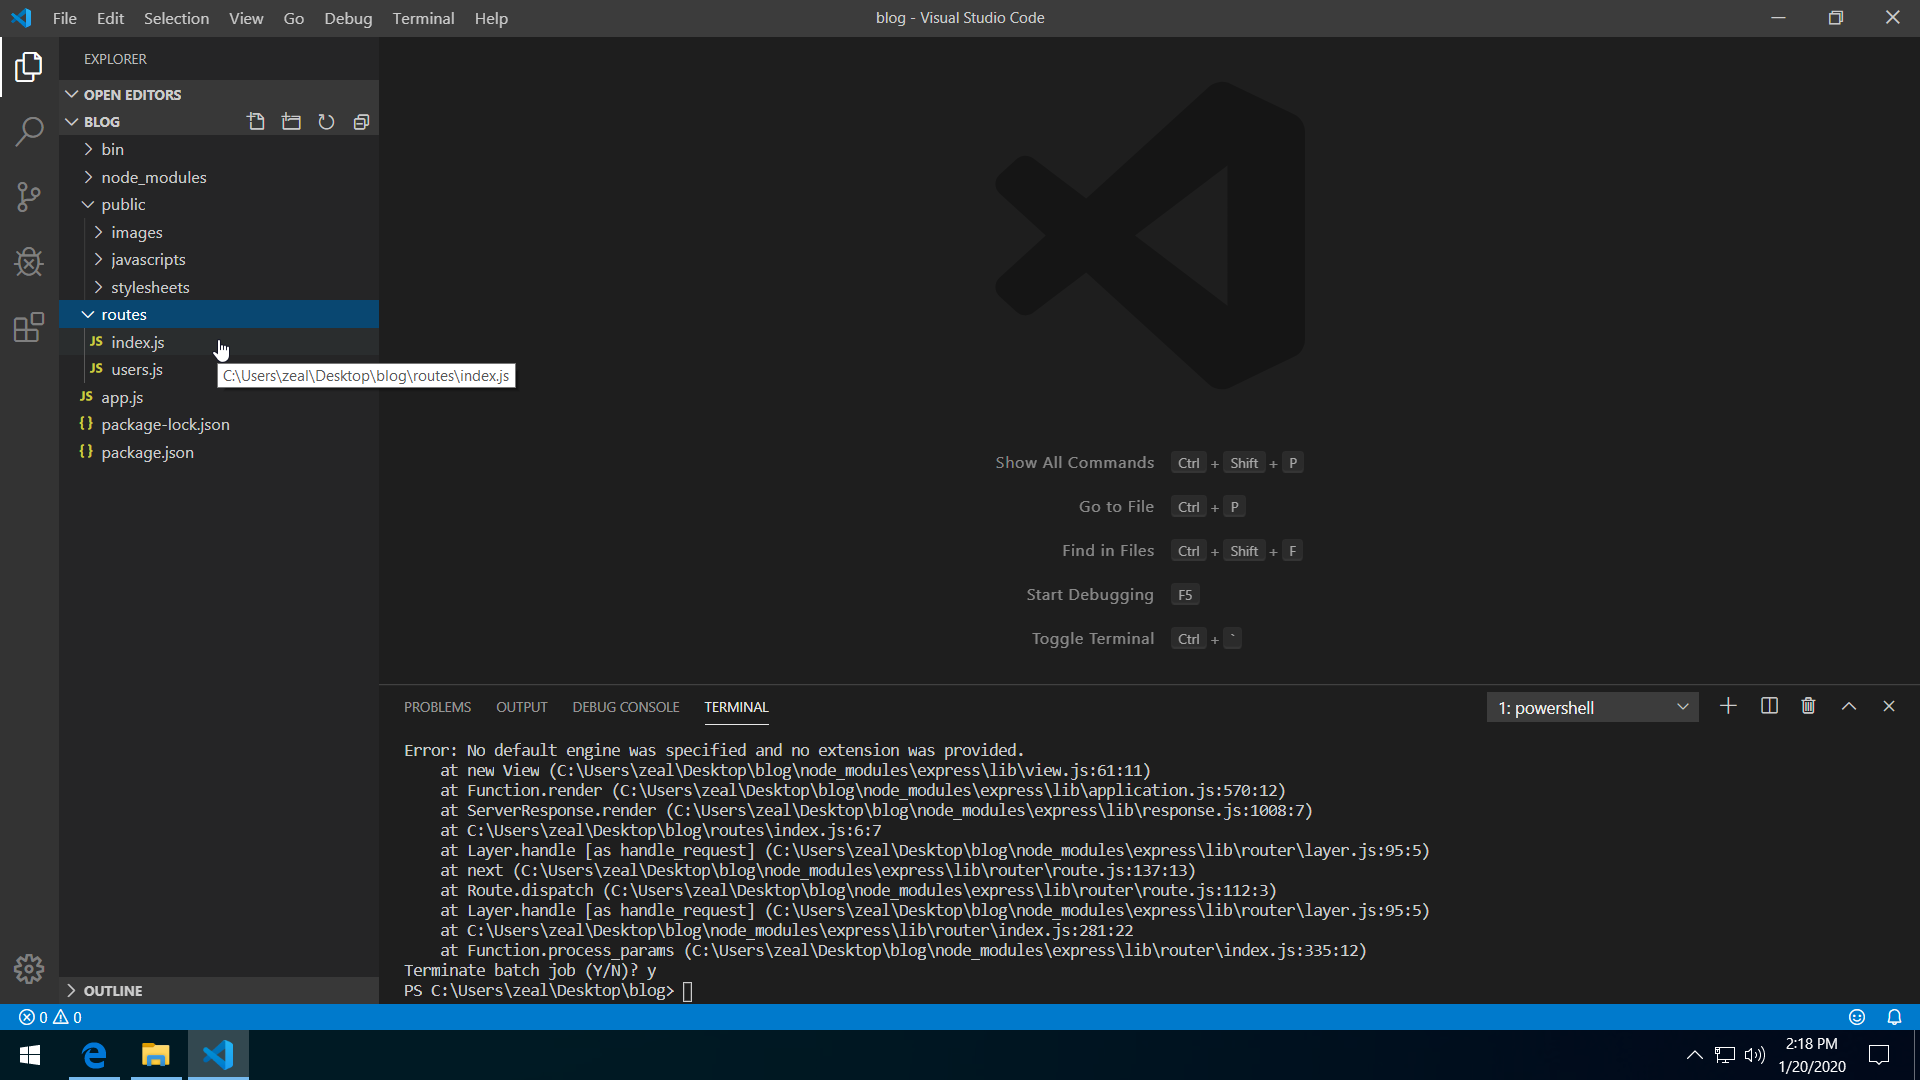 File Edit Selection View Go Debug Terminal Help
blog - Visual Studio Code
EXPLORER
OPEN EDITORS
BLOG
bin
node_modules
public
images
javascripts
stylesheets
routes
JS index.js
JS users.js
C:\Users\zeal\Desktop\blog\routes\index.js
JS app.js
{} package-lock.json
{} package.json
OUTLINE
Show All Commands Ctrl + Shift + P
Go to File Ctrl + P
Find in Files Ctrl + Shift + F
Start Debugging F5
Toggle Terminal Ctrl + `
PROBLEMS OUTPUT DEBUG CONSOLE TERMINAL
1: powershell
Error: No default engine was specified and no extension was provided.
at new View (C:\Users\zeal\Desktop\blog\node_modules\express\lib\view.js:61:11)
at Function.render (C:\Users\zeal\Desktop\blog\node_modules\express\lib\application.js:570:12)
at ServerResponse.render (C:\Users\zeal\Desktop\blog\node_modules\express\lib\response.js:1008:7)
at C:\Users\zeal\Desktop\blog\routes\index.js:6:7
at Layer.handle [as handle_request] (C:\Users\zeal\Desktop\blog\node_modules\express\lib\router\layer.js:95:5)
at next (C:\Users\zeal\Desktop\blog\node_modules\express\lib\router\route.js:137:13)
at Route.dispatch (C:\Users\zeal\Desktop\blog\node_modules\express\lib\router\route.js:112:3)
at Layer.handle [as handle_request] (C:\Users\zeal\Desktop\blog\node_modules\express\lib\router\layer.js:95:5)
at C:\Users\zeal\Desktop\blog\node_modules\express\lib\router\index.js:281:22
at Function.process_params (C:\Users\zeal\Desktop\blog\node_modules\express\lib\router\index.js:335:12)
Terminate batch job (Y/N)? y
PS C:\Users\zeal\Desktop\blog>
0 0
2:18 PM
1/20/2020